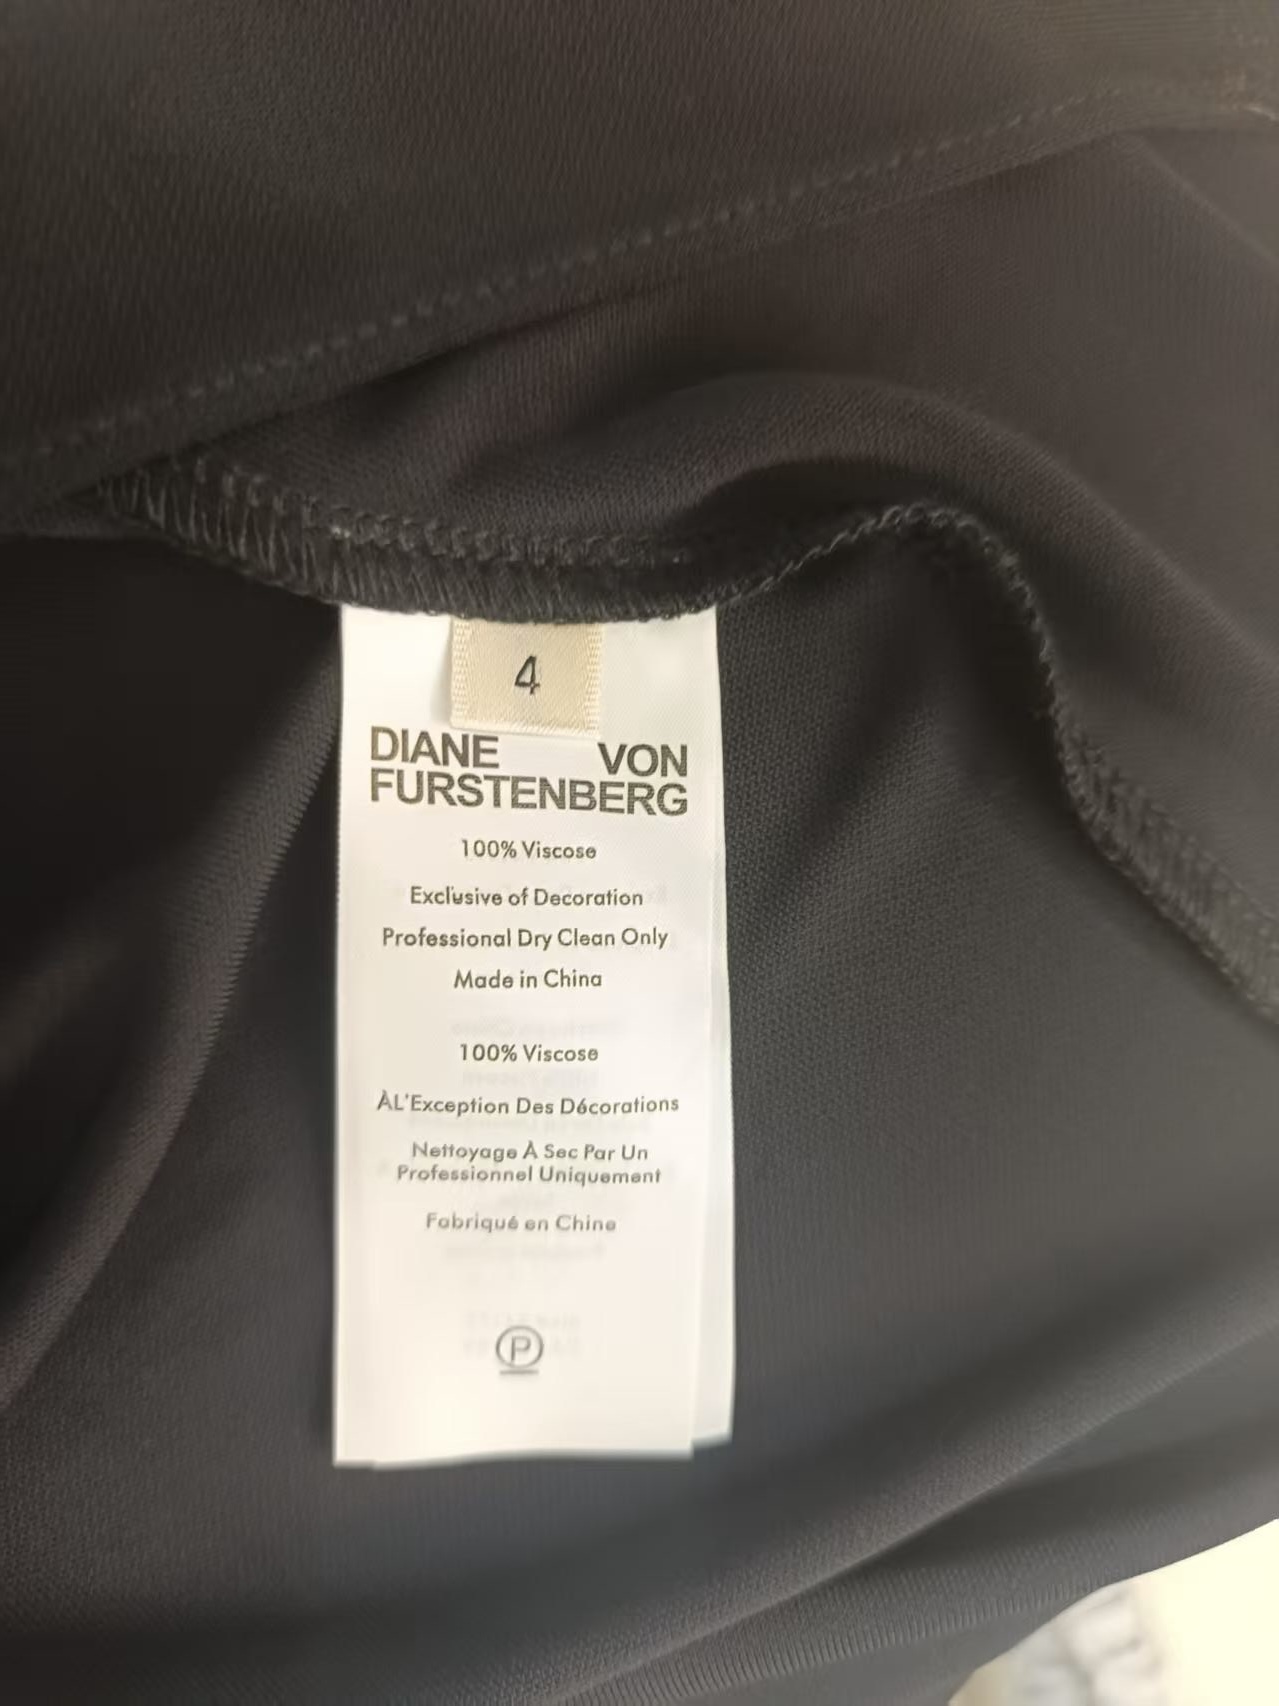 4
DIANE VON
FURSTENBERG
100% Viscose
Exclusive of Decoration
Professional Dry Clean Only
Made in China
100% Viscose
ÀL'Exception Des Décorations
Nettoyage À Sec Par Un
Professionnel Uniquement
Fabriqué en Chine
P